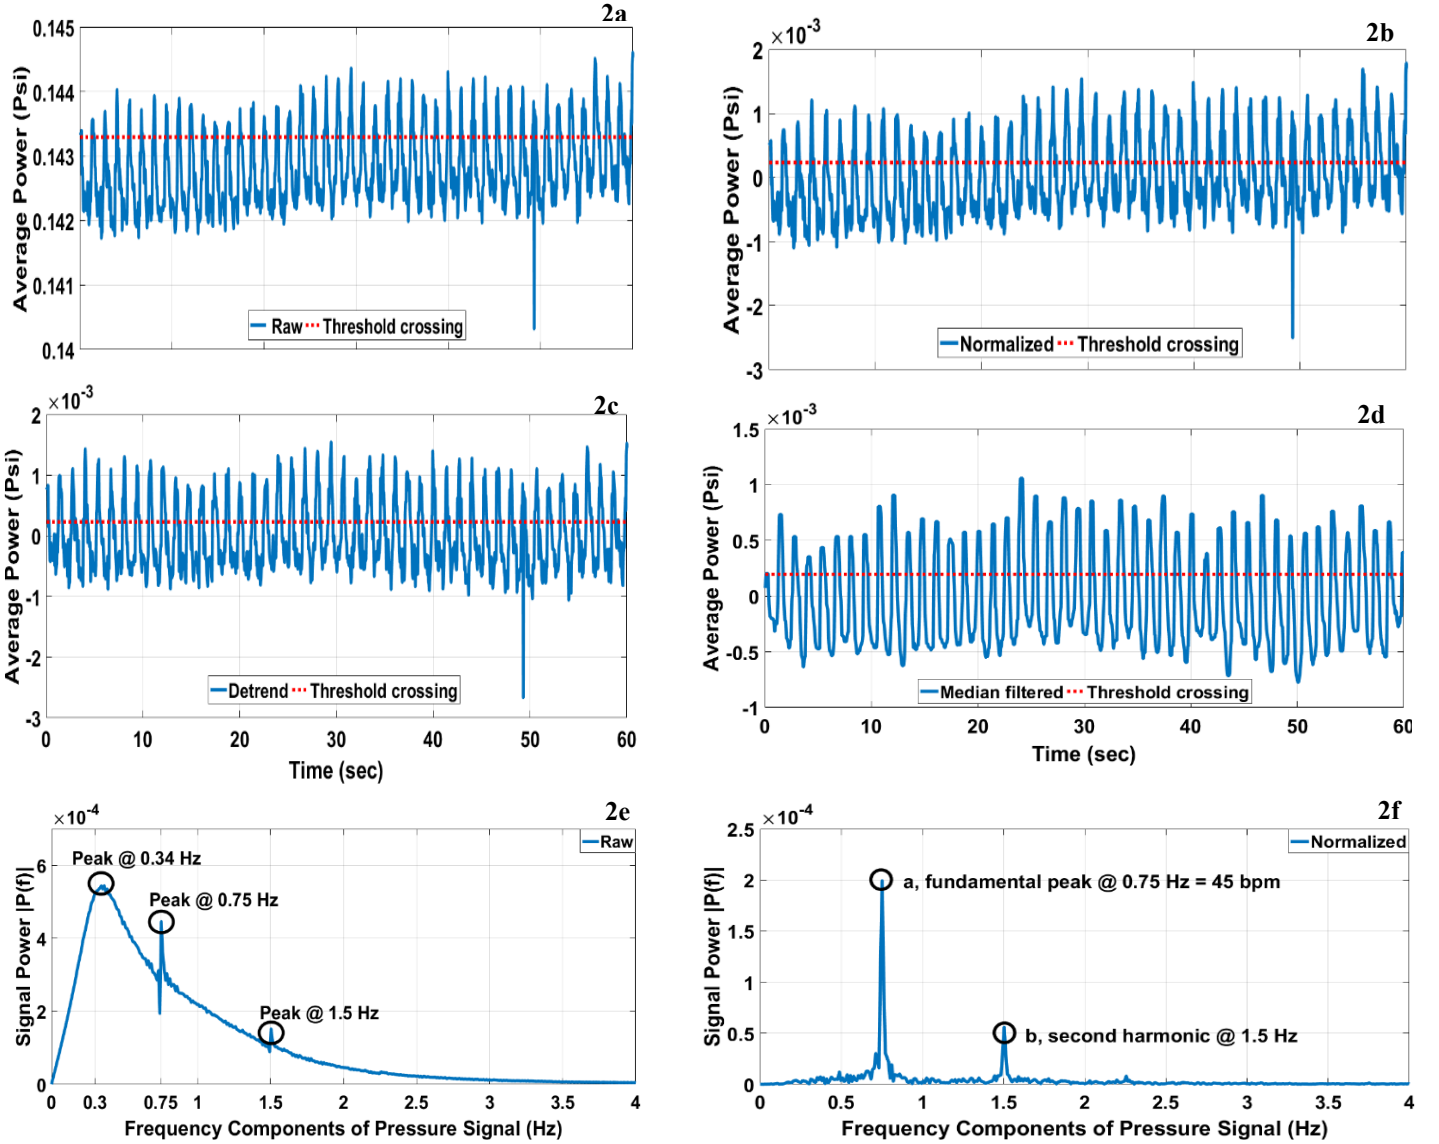 2a
0.145
0.144
0.143
0.142
0.141
0.14
Average Power (Psi)
Raw Threshold crossing
2b
×10-3
2
1
0
-1
-2
-3
Average Power (Psi)
Normalized Threshold crossing
2c
×10-3
2
1
0
-1
-2
-3
Average Power (Psi)
Detrend Threshold crossing
0 10 20 30 40 50 60
Time (sec)
2d
×10-3
1.5
1
0.5
0
-0.5
-1
Average Power (Psi)
Median filtered Threshold crossing
0 10 20 30 40 50 60
Time (sec)
2e
×10-4
Raw
6
4
2
0
Signal Power |P(f)|
Peak @ 0.34 Hz
Peak @ 0.75 Hz
Peak @ 1.5 Hz
0 0.3 0.75 1 1.5 2 2.5 3 3.5 4
Frequency Components of Pressure Signal (Hz)
2f
×10-4
Normalized
2.5
2
1.5
1
0.5
0
Signal Power |P(f)|
a, fundamental peak @ 0.75 Hz = 45 bpm
b, second harmonic @ 1.5 Hz
0 0.5 1 1.5 2 2.5 3 3.5 4
Frequency Components of Pressure Signal (Hz)